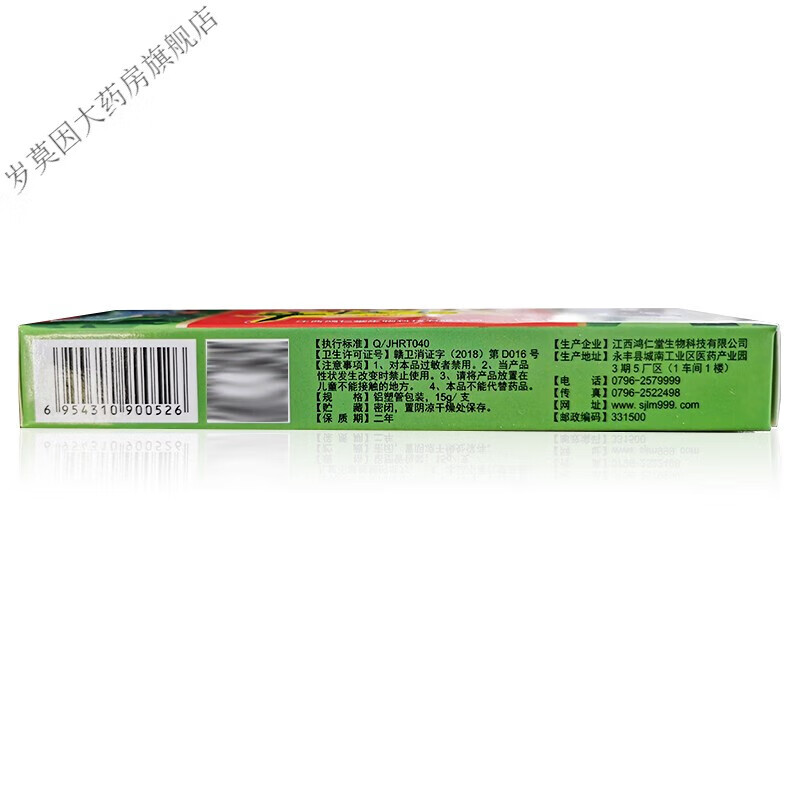 岁莫因大药房旗舰店
【执行标准】Q/JHRT040
【卫生许可证号】赣卫消证字（2018）第D016号
【注意事项】1、对本品过敏者禁用。2、当产品
性状发生改变时禁止使用。3、请将产品放置在
儿童不能接触的地方。 4、本品不能代替药品。
【规 格】铝塑管包装，15g/支
【贮 藏】密闭，置阴凉干燥处保存。
【保 质 期】二年
6 954310 900526
【生产企业】江西鸿仁堂生物科技有限公司
【生产地址】永丰县城南工业区医药产业园
3期5厂区（1车间1楼）
【电 话】0796-2579999
【传 真】0796-2522498
【网 址】www.sjlm999.com
【邮政编码】331500